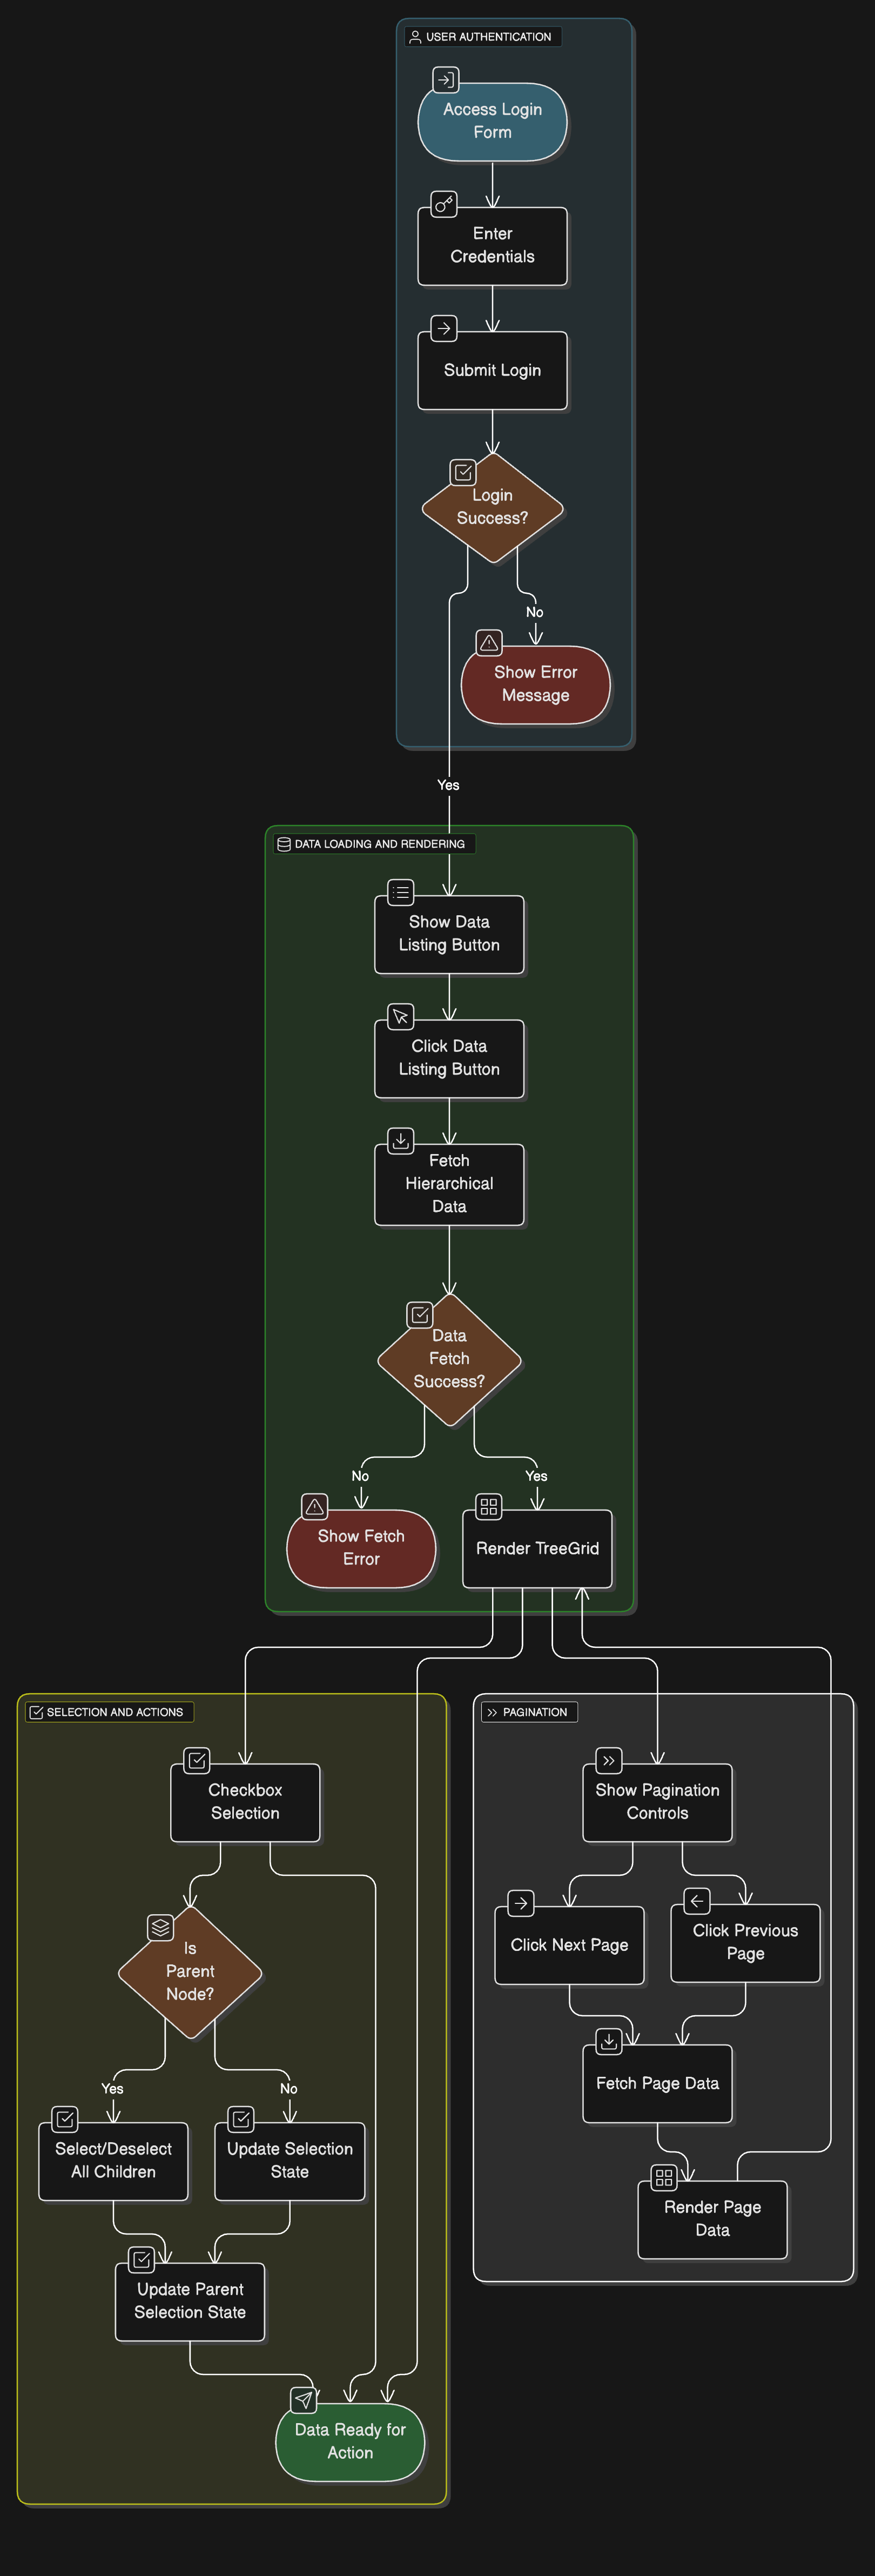 USER AUTHENTICATION
Access Login
Form
Enter
Credentials
Submit Login
Login
Success?
No
Show Error
Message
Yes
DATA LOADING AND RENDERING
Show Data
Listing Button
Click Data
Listing Button
Fetch
Hierarchical
Data
Data
Fetch
Success?
No
Yes
Show Fetch
Error
Render TreeGrid
SELECTION AND ACTIONS
Checkbox
Selection
Is
Parent
Node?
Yes
No
Select/Deselect
All Children
Update Selection
State
Update Parent
Selection State
Data Ready for
Action
PAGINATION
Show Pagination
Controls
Click Next Page
Click Previous
Page
Fetch Page Data
Render Page
Data